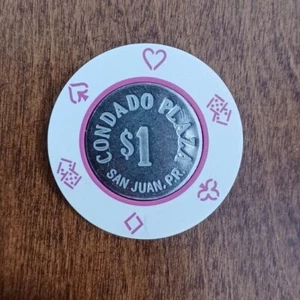 CONDADO PLAZA
$1
SAN JUAN, P.R.